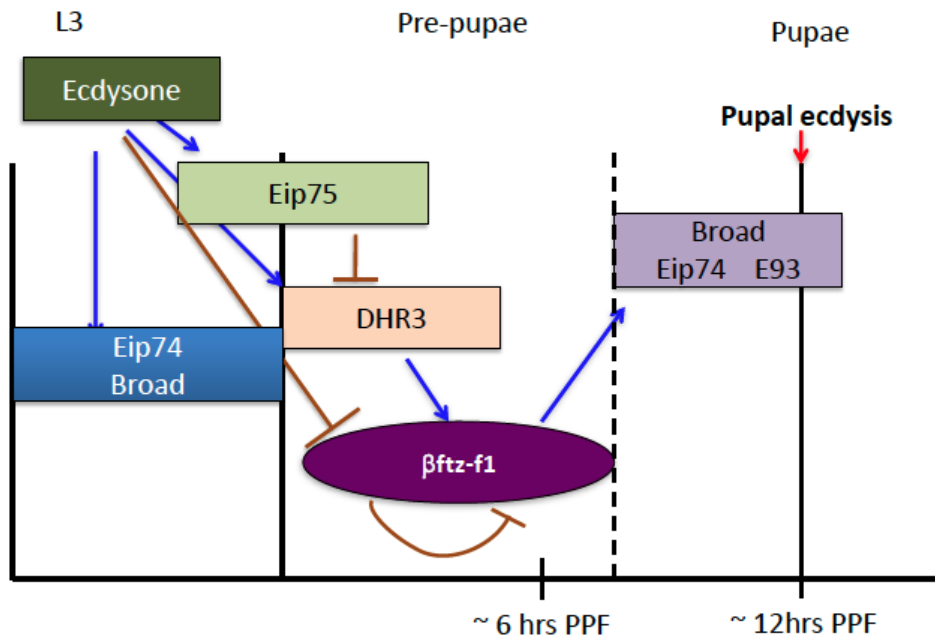 L3
Pre-pupae
Pupae
Ecdysone
Pupal ecdysis
Eip75
Broad
Eip74 E93
DHR3
Eip74
Broad
βftz-f1
~ 6 hrs PPF
~ 12hrs PPF